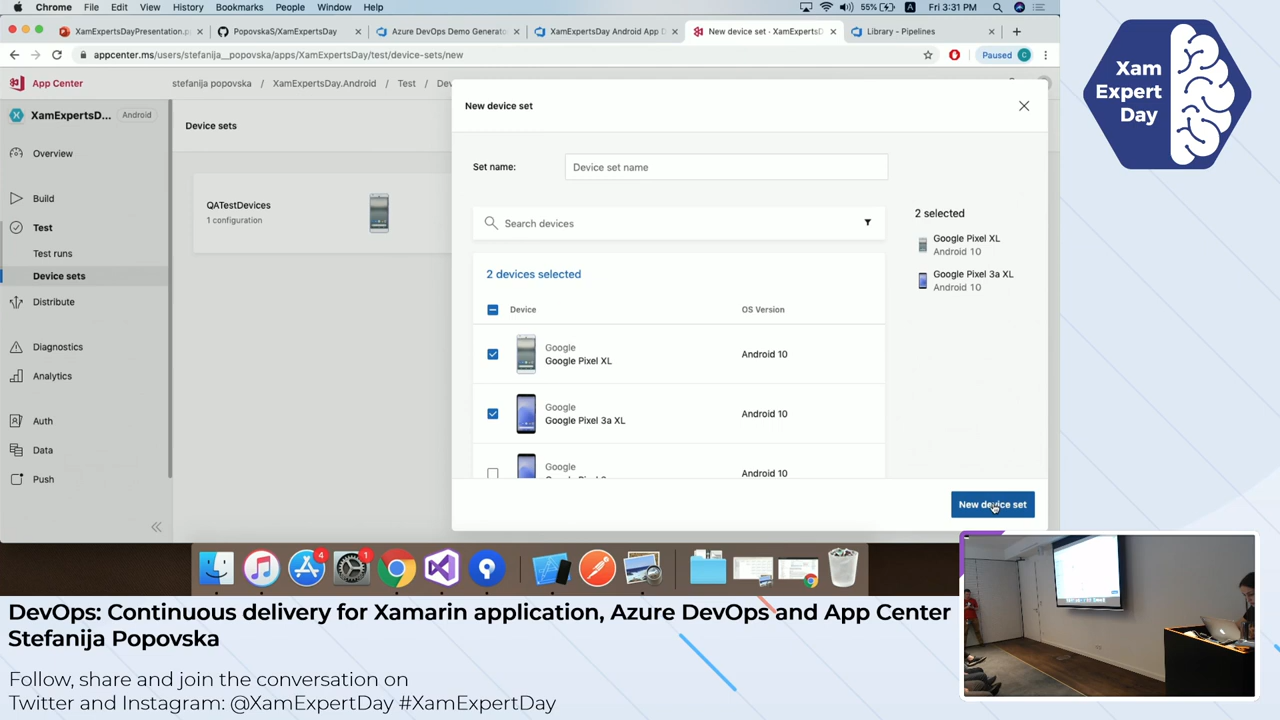 Chrome File Edit View History Bookmarks People Window Help 55% A Fri 3:31 PM
XamExpertsDayPresentation.p PopovskaS/XamExpertsDay Azure DevOps Demo Generato XamExpertsDay Android App D New device set - XamExpertsD Library - Pipelines
appcenter.ms/users/stefanija__popovska/apps/XamExpertsDay/test/device-sets/new Paused C
App Center stefanija popovska / XamExpertsDay.Android / Test / Dev
XamExpertsD... Android
Overview
Build
Test
Test runs
Device sets
Distribute
Diagnostics
Analytics
Auth
Data
Push
Device sets
QATestDevices
1 configuration
New device set
Set name: Device set name
Search devices
2 devices selected
Device OS Version
Google
Google Pixel XL Android 10
Google
Google Pixel 3a XL Android 10
Google
Android 10
2 selected
Google Pixel XL
Android 10
Google Pixel 3a XL
Android 10
New device set
4 1
Xam
Expert
Day
DevOps: Continuous delivery for Xamarin application, Azure DevOps and App Center
Stefanija Popovska
Follow, share and join the conversation on
Twitter and Instagram: @XamExpertDay #XamExpertDay